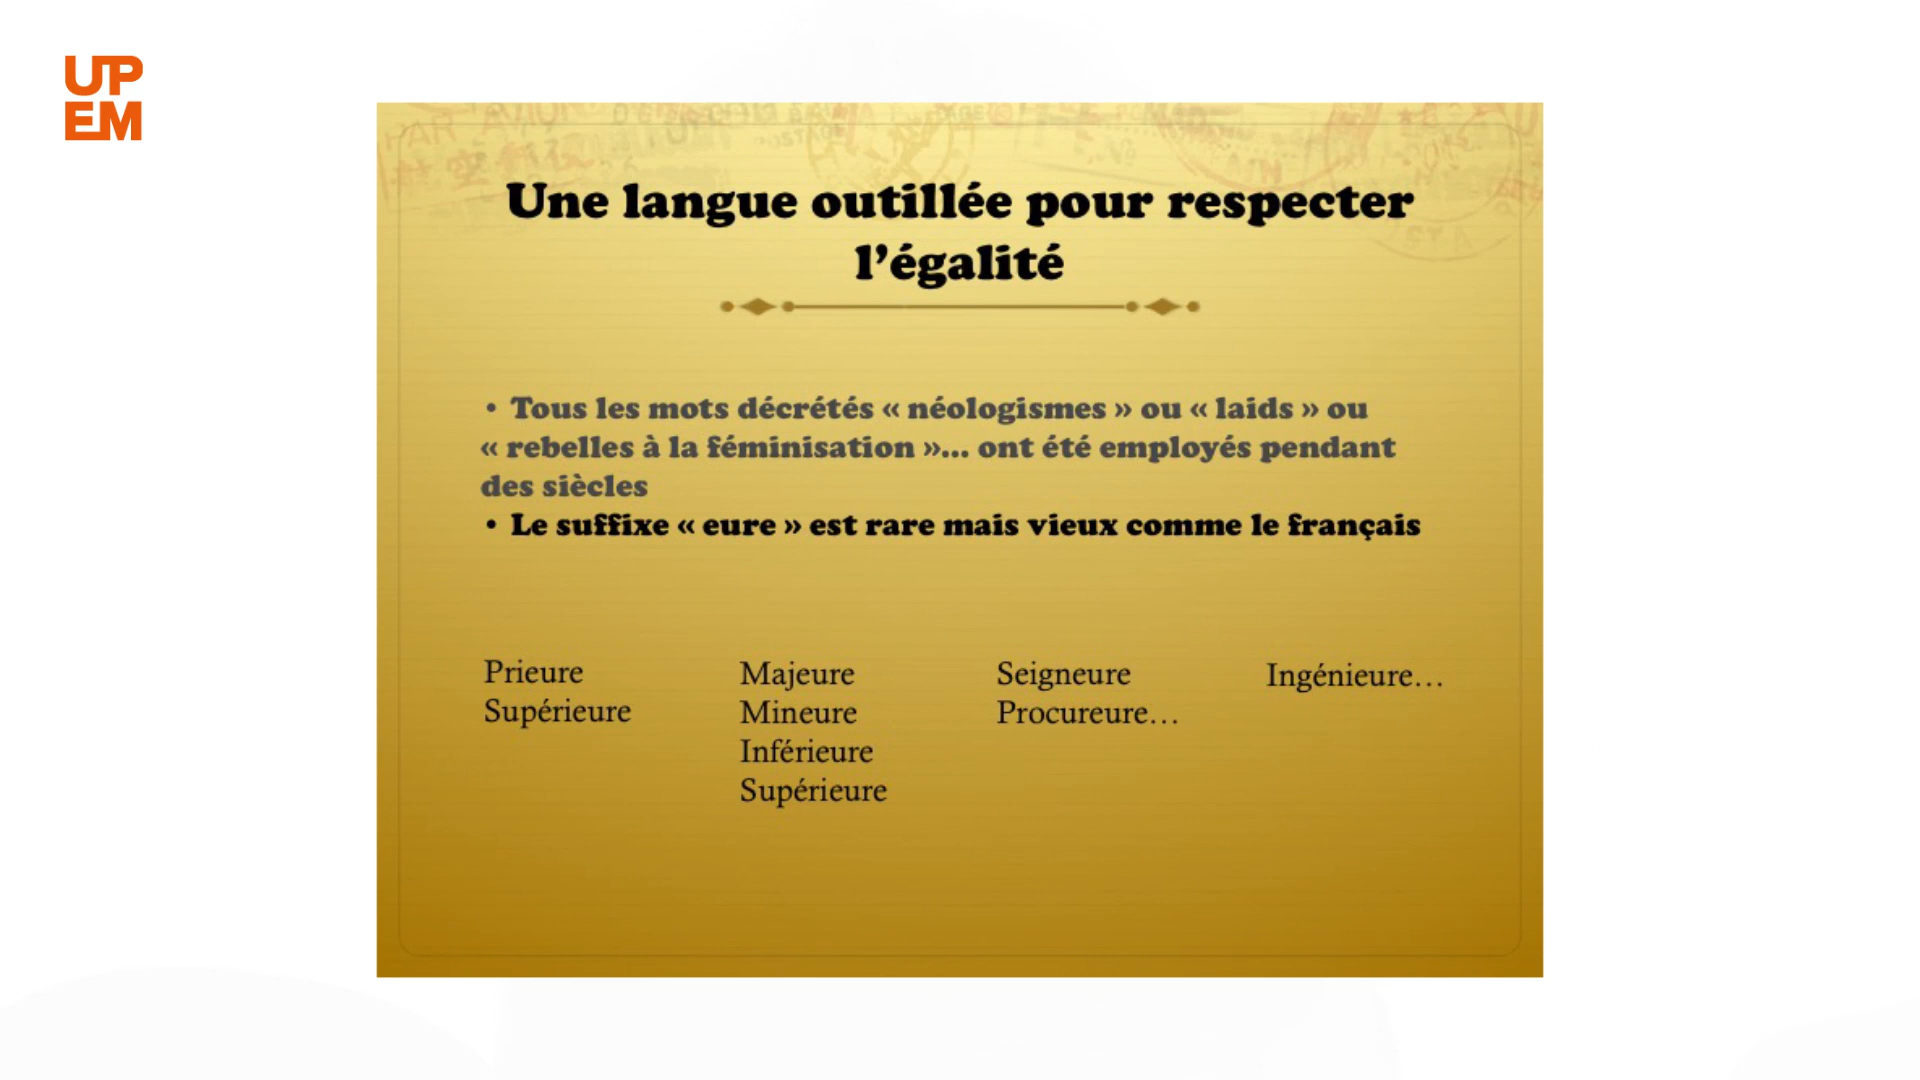 UP
EM
PAR AVION
Une langue outillée pour respecter
l’égalité
• Tous les mots décrétés « néologismes » ou « laids » ou
« rebelles à la féminisation »... ont été employés pendant
des siècles
• Le suffixe « eure » est rare mais vieux comme le français
Prieure
Supérieure
Majeure
Mineure
Inférieure
Supérieure
Seigneure
Procureure…
Ingénieure…